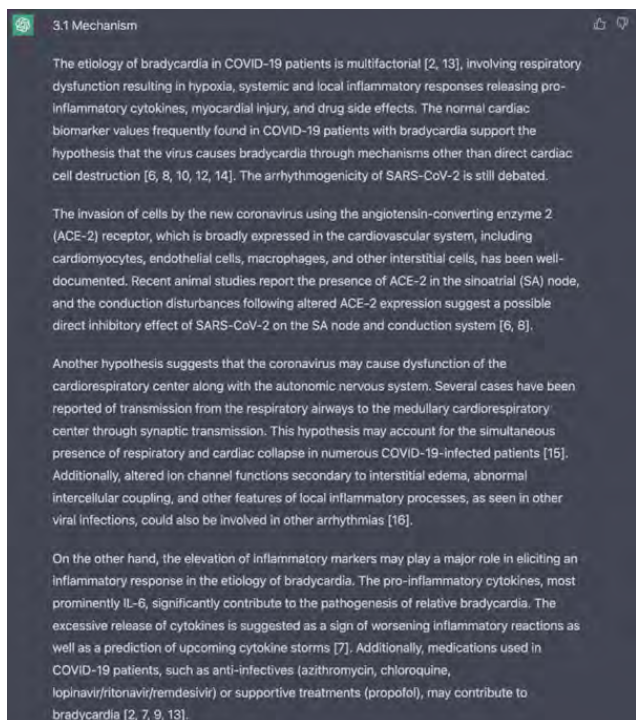 3.1 Mechanism
The etiology of bradycardia in COVID-19 patients is multifactorial [2, 13], involving respiratory
dysfunction resulting in hypoxia, systemic and local inflammatory responses releasing pro-
inflammatory cytokines, myocardial injury, and drug side effects. The normal cardiac
biomarker values frequently found in COVID-19 patients with bradycardia support the
hypothesis that the virus causes bradycardia through mechanisms other than direct cardiac
cell destruction [6, 8, 10, 12, 14]. The arrhythmogenicity of SARS-CoV-2 is still debated.
The invasion of cells by the new coronavirus using the angiotensin-converting enzyme 2
(ACE-2) receptor, which is broadly expressed in the cardiovascular system, including
cardiomyocytes, endothelial cells, macrophages, and other interstitial cells, has been well-
documented. Recent animal studies report the presence of ACE-2 in the sinoatrial (SA) node,
and the conduction disturbances following altered ACE-2 expression suggest a possible
direct inhibitory effect of SARS-CoV-2 on the SA node and conduction system [6, 8].
Another hypothesis suggests that the coronavirus may cause dysfunction of the
cardiorespiratory center along with the autonomic nervous system. Several cases have been
reported of transmission from the respiratory airways to the medullary cardiorespiratory
center through synaptic transmission. This hypothesis may account for the simultaneous
presence of respiratory and cardiac collapse in numerous COVID-19-infected patients [15].
Additionally, altered ion channel functions secondary to interstitial edema, abnormal
intercellular coupling, and other features of local inflammatory processes, as seen in other
viral infections, could also be involved in other arrhythmias [16].
On the other hand, the elevation of inflammatory markers may play a major role in eliciting an
inflammatory response in the etiology of bradycardia. The pro-inflammatory cytokines, most
prominently IL-6, significantly contribute to the pathogenesis of relative bradycardia. The
excessive release of cytokines is suggested as a sign of worsening inflammatory reactions as
well as a prediction of upcoming cytokine storms [7]. Additionally, medications used in
COVID-19 patients, such as anti-infectives (azithromycin, chloroquine,
lopinavir/ritonavir/remdesivir) or supportive treatments (propofol), may contribute to
bradycardia [2, 7, 9, 13].